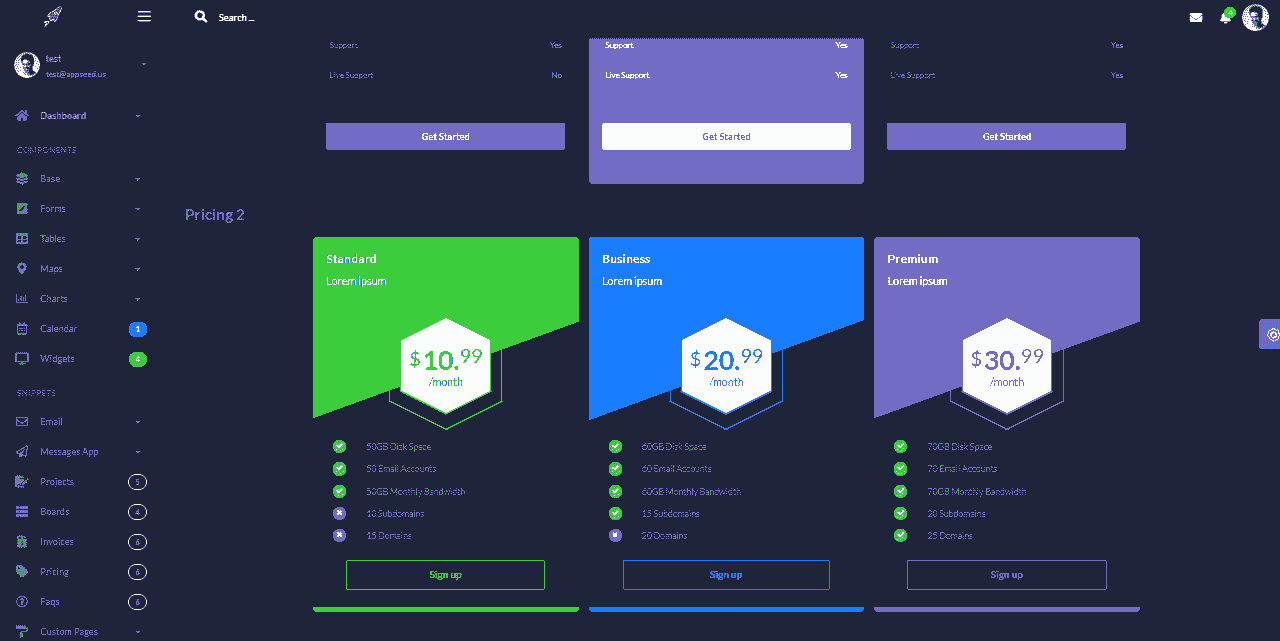 Search ...
4
test
test@appseed.us
Dashboard
COMPONENTS
Base
Forms
Tables
Maps
Charts
Calendar 1
Widgets 4
SNIPPETS
Email
Messages App
Projects 5
Boards 4
Invoices 6
Pricing 6
Faqs 6
Custom Pages
Support Yes
Live Support No
Get Started
Support Yes
Live Support Yes
Get Started
Support Yes
Live Support Yes
Get Started
Pricing 2
Standard
Lorem ipsum
$10.99
/month
50GB Disk Space
50 Email Accounts
50GB Monthly Bandwidth
10 Subdomains
15 Domains
Sign up
Business
Lorem ipsum
$20.99
/month
60GB Disk Space
60 Email Accounts
60GB Monthly Bandwidth
15 Subdomains
20 Domains
Sign up
Premium
Lorem ipsum
$30.99
/month
70GB Disk Space
70 Email Accounts
70GB Monthly Bandwidth
20 Subdomains
25 Domains
Sign up